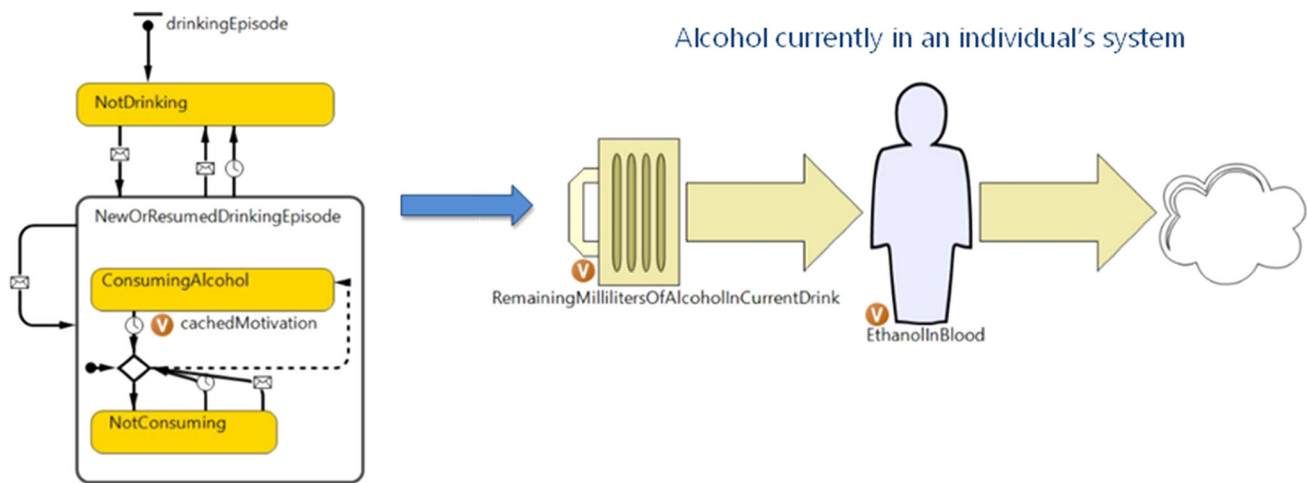 drinkingEpisode
Alcohol currently in an individual's system
NotDrinking
NewOrResumedDrinkingEpisode
ConsumingAlcohol
V cachedMotivation
NotConsuming
V
RemainingMillilitersOfAlcoholInCurrentDrink
V
EthanolInBlood